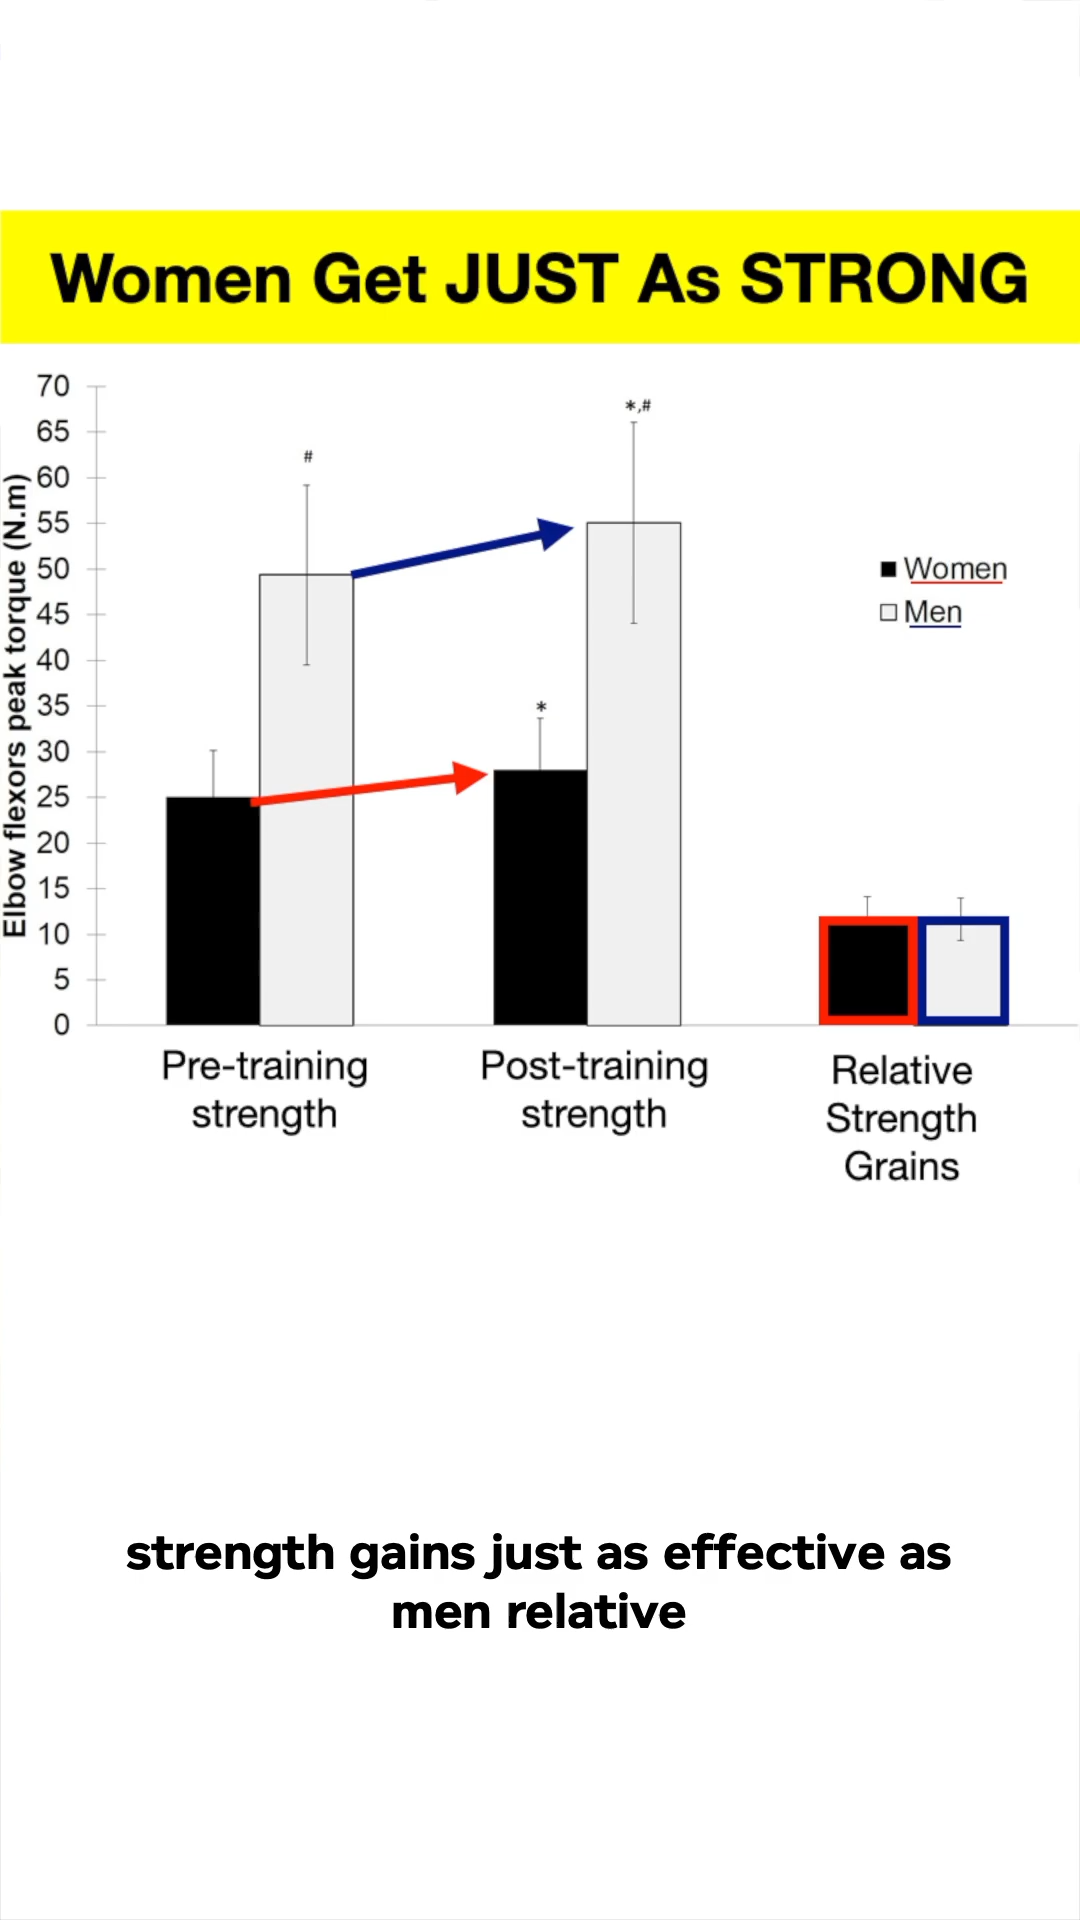 Women Get JUST As STRONG
70
65
60
55
50
45
40
35
30
25
20
15
10
5
0
Elbow flexors peak torque (N.m)
#
*,#
*
Women
Men
Pre-training
strength
Post-training
strength
Relative
Strength
Grains
strength gains just as effective as
men relative